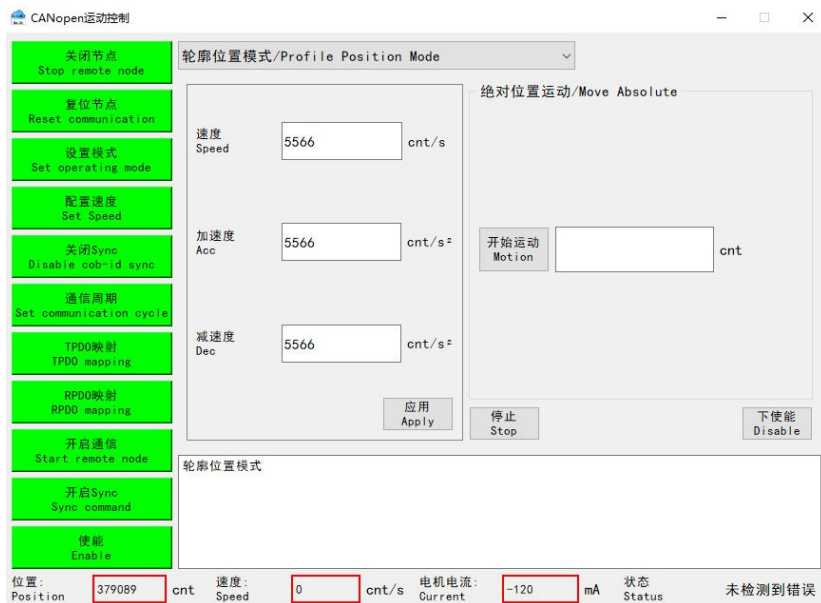 CANopen运动控制
关闭节点
Stop remote node
复位节点
Reset communication
设置模式
Set operating mode
配置速度
Set Speed
关闭Sync
Disable cob-id sync
通信周期
Set communication cycle
TPDO映射
TPDO mapping
RPDO映射
RPDO mapping
开启通信
Start remote node
开启Sync
Sync command
使能
Enable
轮廓位置模式/Profile Position Mode
速度
Speed
5566
cnt/s
加速度
Acc
5566
cnt/s²
减速度
Dec
5566
cnt/s²
应用
Apply
绝对位置运动/Move Absolute
开始运动
Motion
cnt
停止
Stop
下使能
Disable
轮廓位置模式
位置:
Position
379089
cnt
速度:
Speed
0
cnt/s
电机电流:
Current
-120
mA
状态
Status
未检测到错误